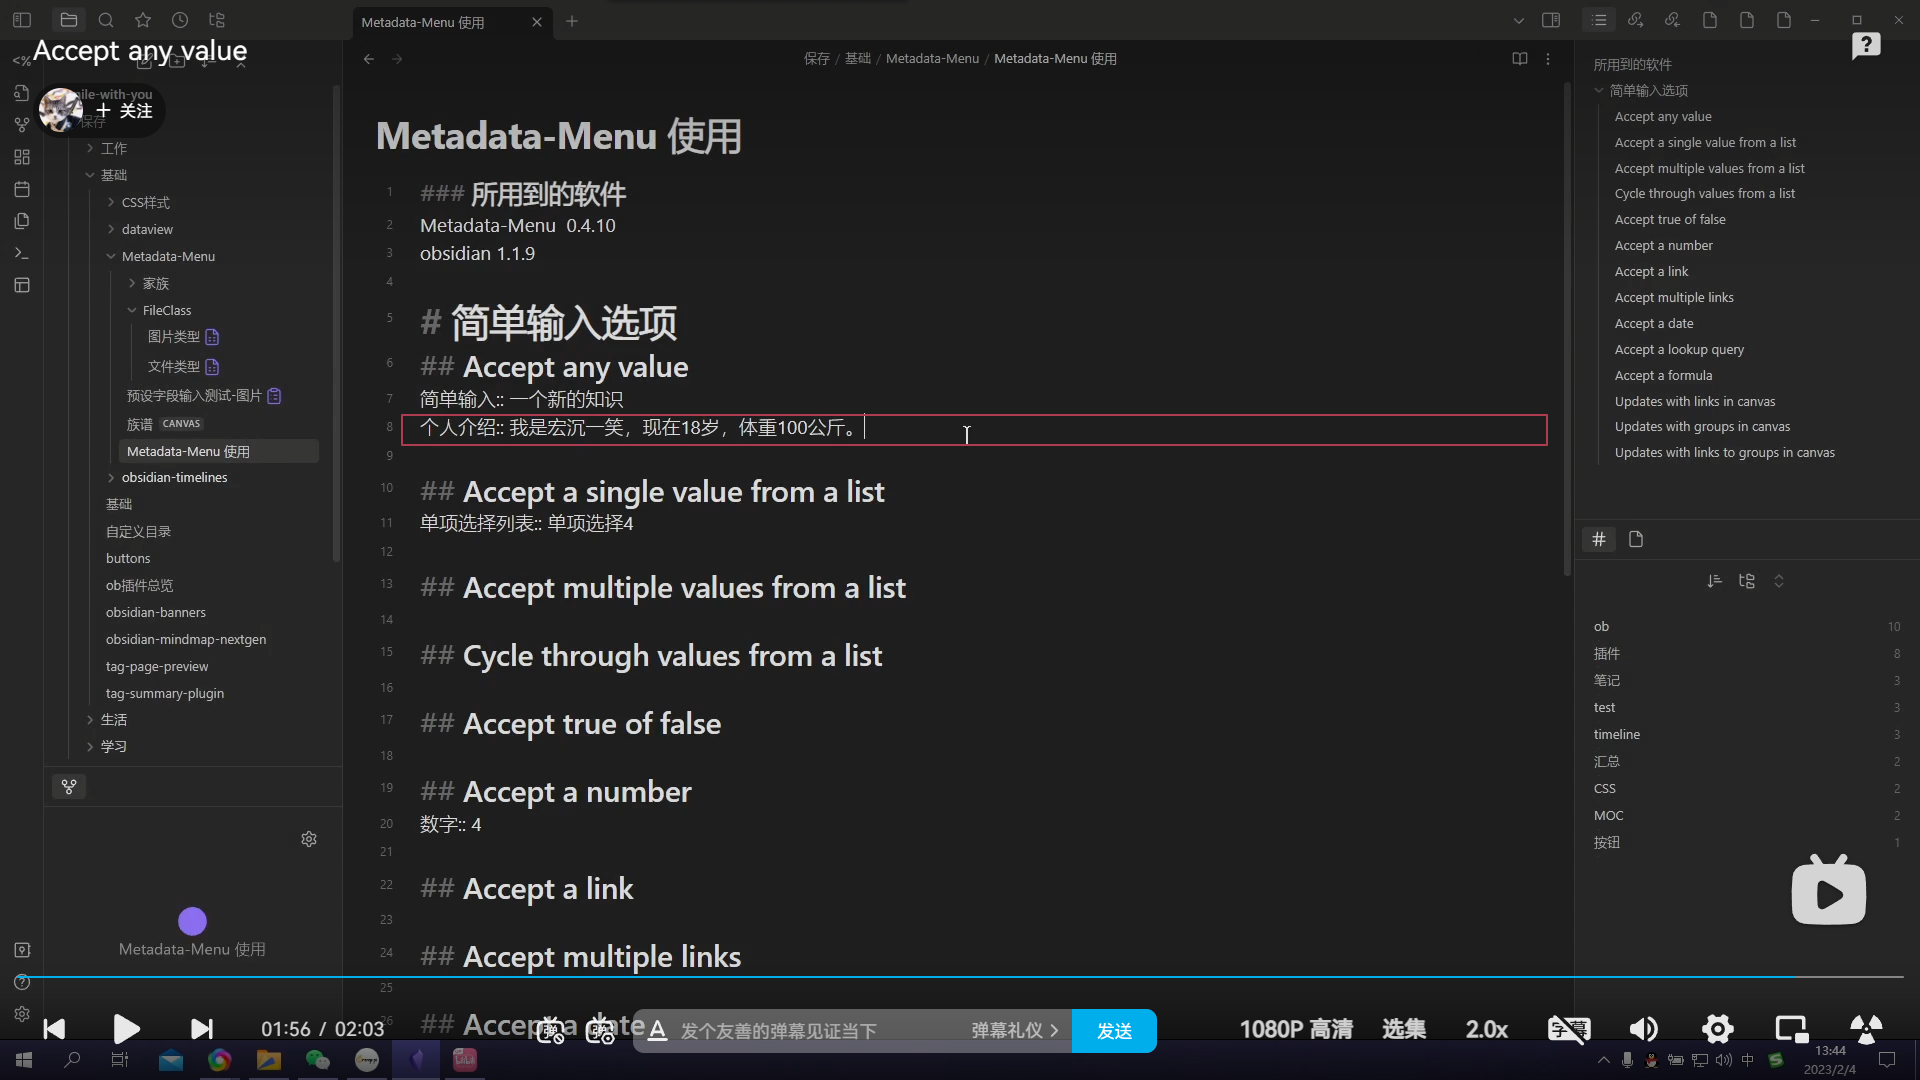 Metadata-Menu 使用
Accept any value
保存 / 基础 / Metadata-Menu / Metadata-Menu 使用
ile-with-you
关注
保存
工作
基础
CSS样式
dataview
Metadata-Menu
家族
FileClass
图片类型
文件类型
预设字段输入测试-图片
族谱 CANVAS
Metadata-Menu 使用
obsidian-timelines
基础
自定义目录
buttons
ob插件总览
obsidian-banners
obsidian-mindmap-nextgen
tag-page-preview
tag-summary-plugin
生活
学习
Metadata-Menu 使用
Metadata-Menu 使用
1 ### 所用到的软件
2 Metadata-Menu 0.4.10
3 obsidian 1.1.9
4
5 # 简单输入选项
6 ## Accept any value
7 简单输入:: 一个新的知识
8 个人介绍:: 我是宏沉一笑，现在18岁，体重100公斤。
9
10 ## Accept a single value from a list
11 单项选择列表:: 单项选择4
12
13 ## Accept multiple values from a list
14
15 ## Cycle through values from a list
16
17 ## Accept true of false
18
19 ## Accept a number
20 数字:: 4
21
22 ## Accept a link
23
24 ## Accept multiple links
25
26 ## Accept a date
所用到的软件
简单输入选项
Accept any value
Accept a single value from a list
Accept multiple values from a list
Cycle through values from a list
Accept true of false
Accept a number
Accept a link
Accept multiple links
Accept a date
Accept a lookup query
Accept a formula
Updates with links in canvas
Updates with groups in canvas
Updates with links to groups in canvas
ob 10
插件 8
笔记 3
test 3
timeline 3
汇总 2
CSS 2
MOC 2
按钮 1
01:56 / 02:03
弹
弹
发个友善的弹幕见证当下
弹幕礼仪
发送
1080P 高清
选集
2.0x
字幕
中
13:44
2023/2/4